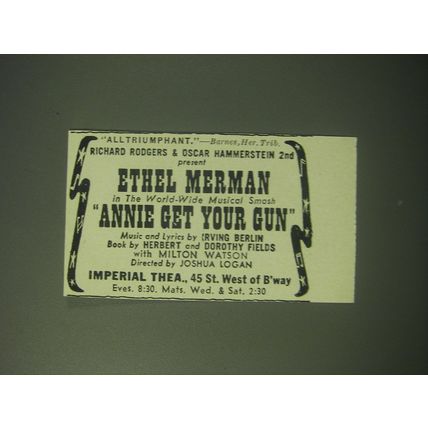 "ALLTRIUMPHANT."—Barnes, Her. Trib.
RICHARD RODGERS & OSCAR HAMMERSTEIN 2nd
present
ETHEL MERMAN
in The World-Wide Musical Smash
"ANNIE GET YOUR GUN"
Music and Lyrics by IRVING BERLIN
Book by HERBERT and DOROTHY FIELDS
with MILTON WATSON
Directed by JOSHUA LOGAN
IMPERIAL THEA., 45 St. West of B'way
Eves. 8:30. Mats. Wed. & Sat. 2:30